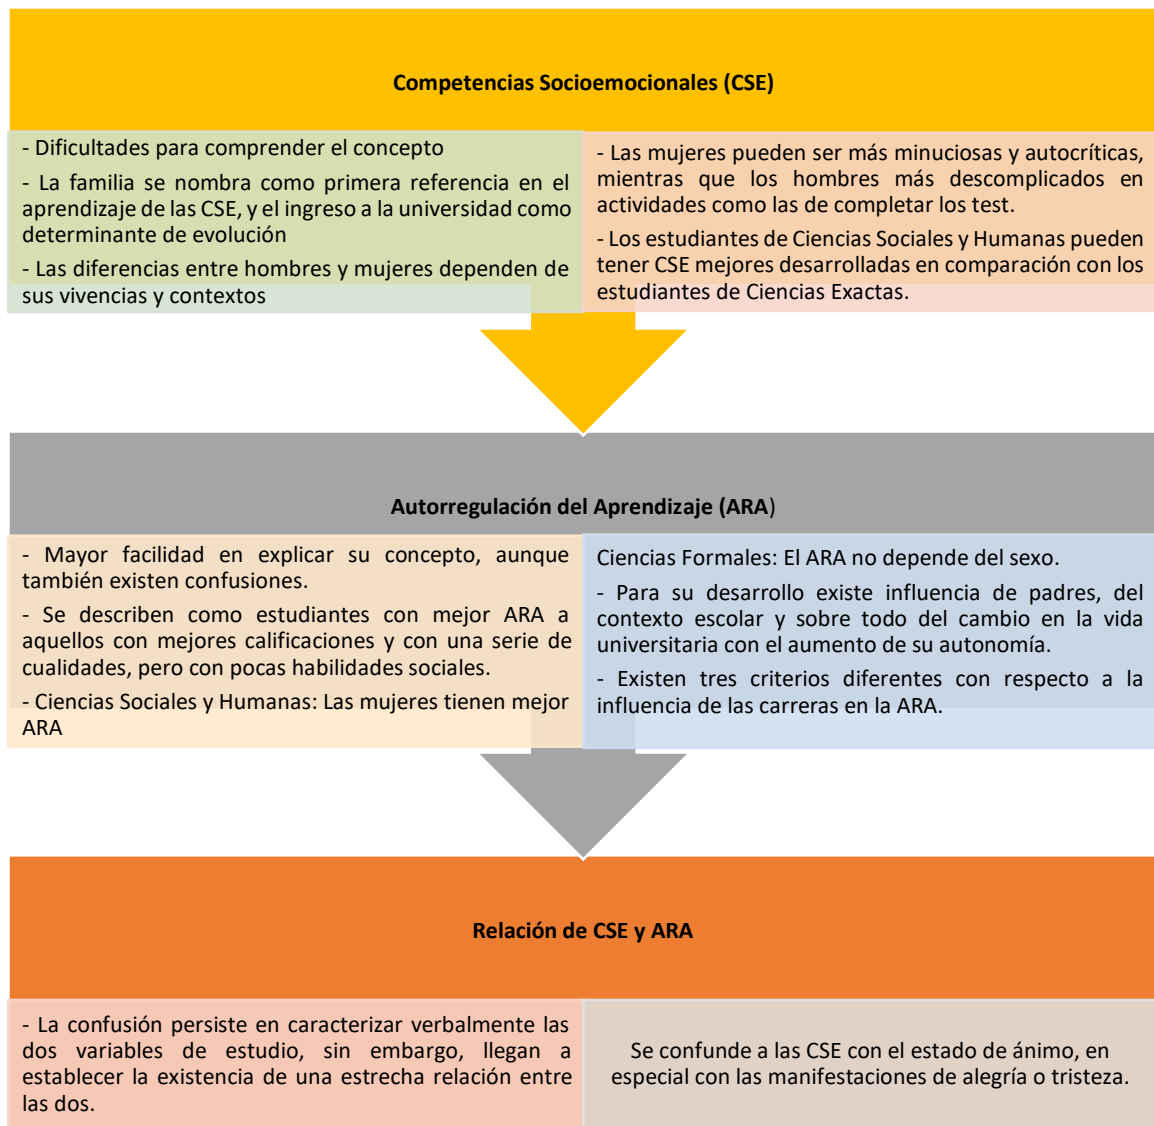 Competencias Socioemocionales (CSE)
- Dificultades para comprender el concepto
- La familia se nombra como primera referencia en el
aprendizaje de las CSE, y el ingreso a la universidad como
determinante de evolución
- Las diferencias entre hombres y mujeres dependen de
sus vivencias y contextos
- Las mujeres pueden ser más minuciosas y autocríticas,
mientras que los hombres más descomplicados en
actividades como las de completar los test.
- Los estudiantes de Ciencias Sociales y Humanas pueden
tener CSE mejores desarrolladas en comparación con los
estudiantes de Ciencias Exactas.
Autorregulación del Aprendizaje (ARA)
- Mayor facilidad en explicar su concepto, aunque
también existen confusiones.
- Se describen como estudiantes con mejor ARA a
aquellos con mejores calificaciones y con una serie de
cualidades, pero con pocas habilidades sociales.
- Ciencias Sociales y Humanas: Las mujeres tienen mejor
ARA
Ciencias Formales: El ARA no depende del sexo.
- Para su desarrollo existe influencia de padres, del
contexto escolar y sobre todo del cambio en la vida
universitaria con el aumento de su autonomía.
- Existen tres criterios diferentes con respecto a la
influencia de las carreras en la ARA.
Relación de CSE y ARA
- La confusión persiste en caracterizar verbalmente las
dos variables de estudio, sin embargo, llegan a
establecer la existencia de una estrecha relación entre
las dos.
Se confunde a las CSE con el estado de ánimo, en
especial con las manifestaciones de alegría o tristeza.